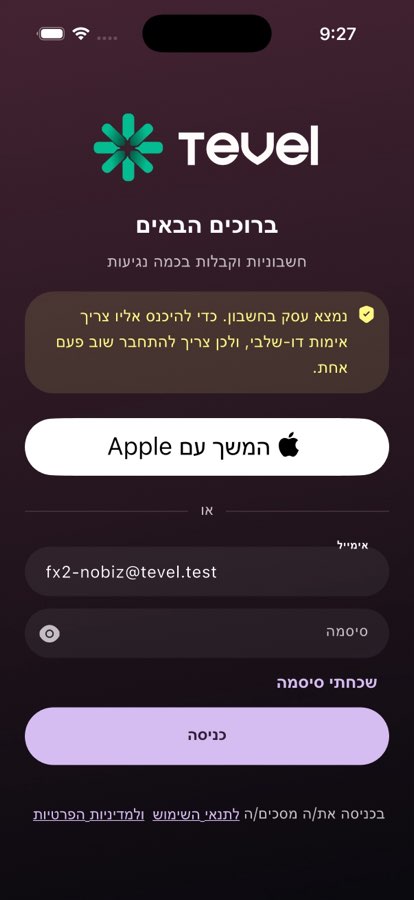 9:27
Tevel
ברוכים הבאים
חשבוניות וקבלות בכמה נגיעות
נמצא עסק בחשבון. כדי להיכנס אליו צריך
אימות דו-שלבי, ולכן צריך להתחבר שוב פעם
אחת.
המשך עם Apple
או
אימייל
fx2-nobiz@tevel.test
סיסמה
שכחתי סיסמה
כניסה
בכניסה את/ה מסכים/ה לתנאי השימוש ולמדיניות הפרטיות